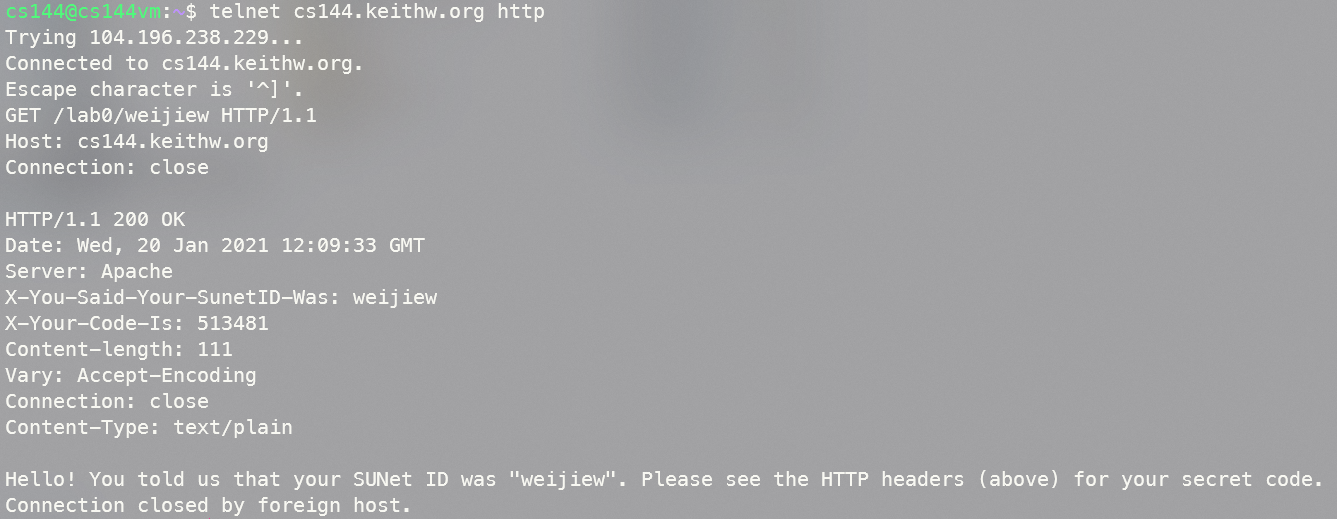 cs144@cs144vm:~$ telnet cs144.keithw.org http
Trying 104.196.238.229...
Connected to cs144.keithw.org.
Escape character is '^]'.
GET /lab0/weijiew HTTP/1.1
Host: cs144.keithw.org
Connection: close

HTTP/1.1 200 OK
Date: Wed, 20 Jan 2021 12:09:33 GMT
Server: Apache
X-You-Said-Your-SunetID-Was: weijiew
X-Your-Code-Is: 513481
Content-length: 111
Vary: Accept-Encoding
Connection: close
Content-Type: text/plain

Hello! You told us that your SUNet ID was "weijiew". Please see the HTTP headers (above) for your secret code.
Connection closed by foreign host.